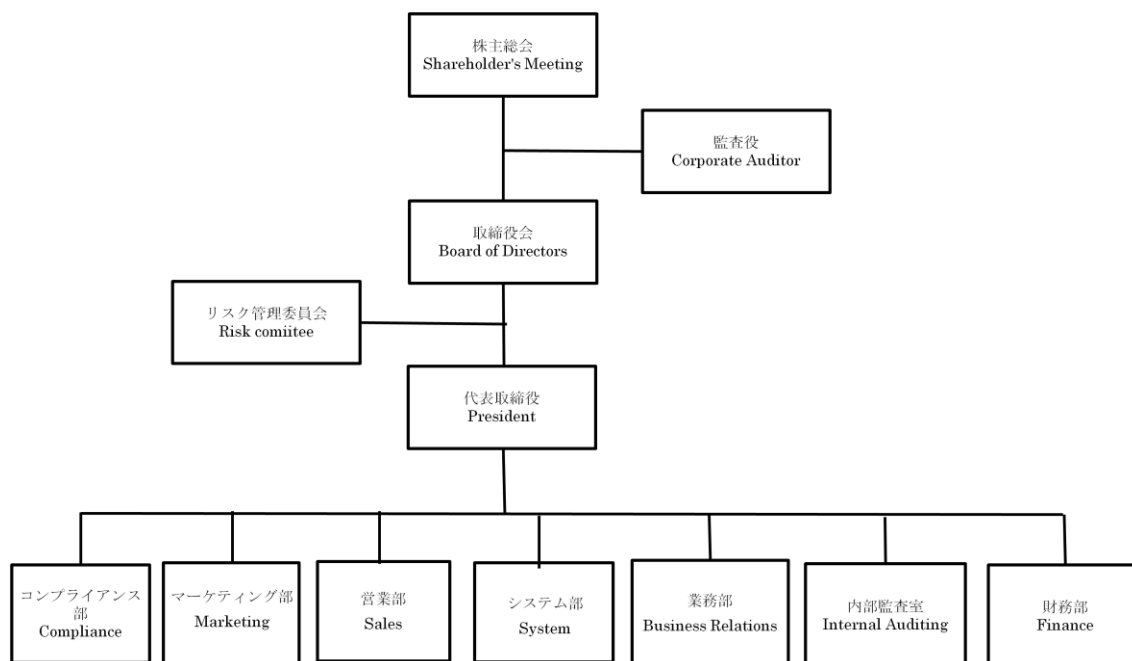 株主総会
Shareholder's Meeting
監査役
Corporate Auditor
取締役会
Board of Directors
リスク管理委員会
Risk comiitee
代表取締役
President
コンプライアンス
部
Compliance
マーケティング部
Marketing
営業部
Sales
システム部
System
業務部
Business Relations
内部監査室
Internal Auditing
財務部
Finance